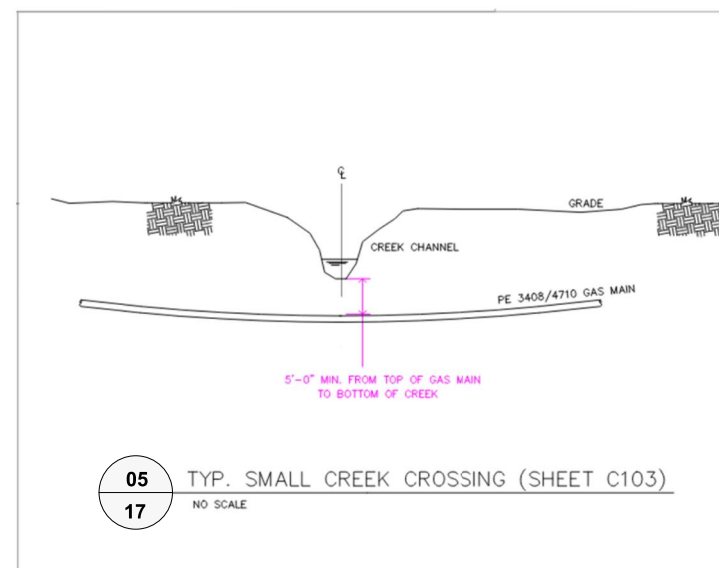 ℄
GRADE
CREEK CHANNEL
PE 3408/4710 GAS MAIN
5'-0" MIN. FROM TOP OF GAS MAIN
TO BOTTOM OF CREEK
05
17
TYP. SMALL CREEK CROSSING (SHEET C103)
NO SCALE